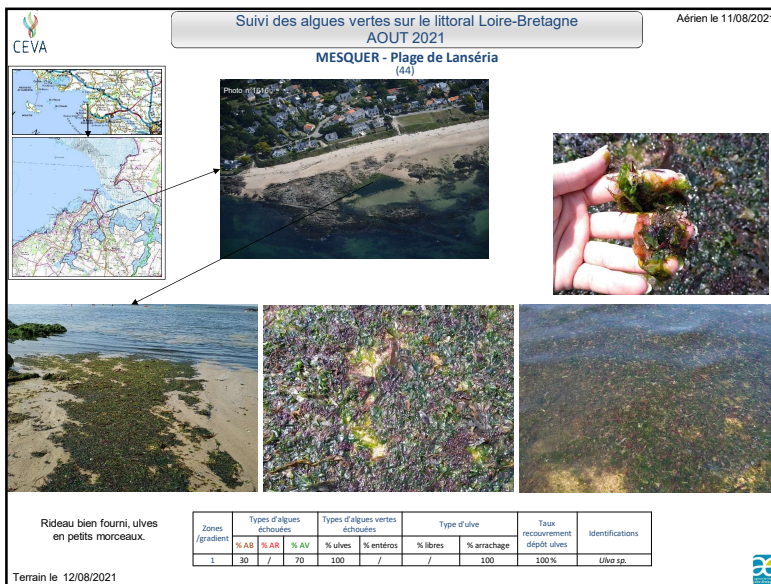 CEVA
Suivi des algues vertes sur le littoral Loire-Bretagne
AOUT 2021
Aérien le 11/08/2021
MESQUER - Plage de Lanséria
(44)
Photo n°1616
Rideau bien fourni, ulves
en petits morceaux.
Zones /gradient
Types d'algues échouées
Types d'algues vertes échouées
Type d'ulve
Taux recouvrement dépôt ulves
Identifications
% AB % AR % AV % ulves % entéros % libres % arrachage
1 30 / 70 100 / / 100 100 % Ulva sp.
Terrain le 12/08/2021